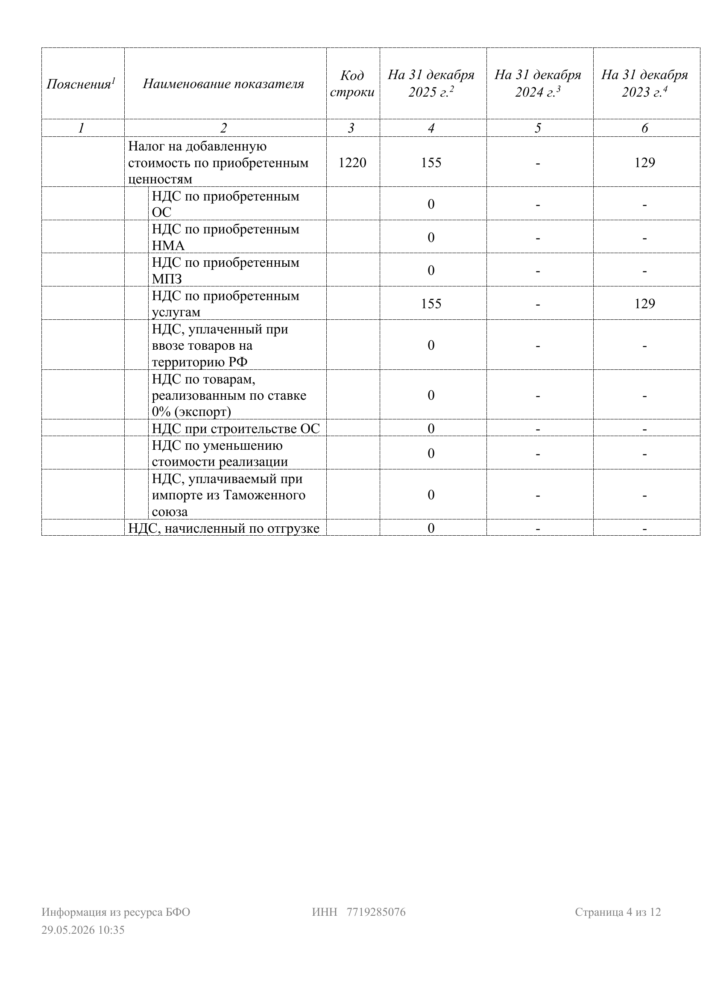 Пояснения1 Наименование показателя Код строки На 31 декабря 2025 г.2 На 31 декабря 2024 г.3 На 31 декабря 2023 г.4
1 2 3 4 5 6
Налог на добавленную
стоимость по приобретенным 1220 155 - 129
ценностям
НДС по приобретенным
ОС 0 - -
НДС по приобретенным
НМА 0 - -
НДС по приобретенным
МПЗ 0 - -
НДС по приобретенным
услугам 155 - 129
НДС, уплаченный при
ввозе товаров на 0 - -
территорию РФ
НДС по товарам,
реализованным по ставке 0 - -
0% (экспорт)
НДС при строительстве ОС 0 - -
НДС по уменьшению
стоимости реализации 0 - -
НДС, уплачиваемый при
импорте из Таможенного 0 - -
союза
НДС, начисленный по отгрузке 0 - -
Информация из ресурса БФО ИНН 7719285076 Страница 4 из 12
29.05.2026 10:35